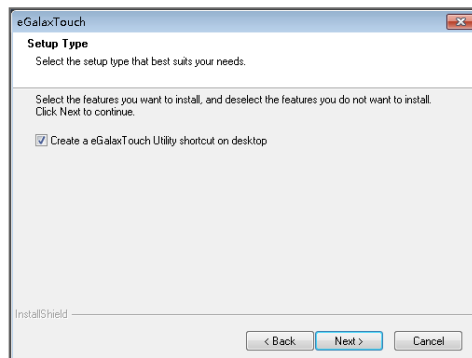 eGalaxTouch
Setup Type
Select the setup type that best suits your needs.
Select the features you want to install, and deselect the features you do not want to install.
Click Next to continue.
Create a eGalaxTouch Utility shortcut on desktop
InstallShield
< Back
Next >
Cancel